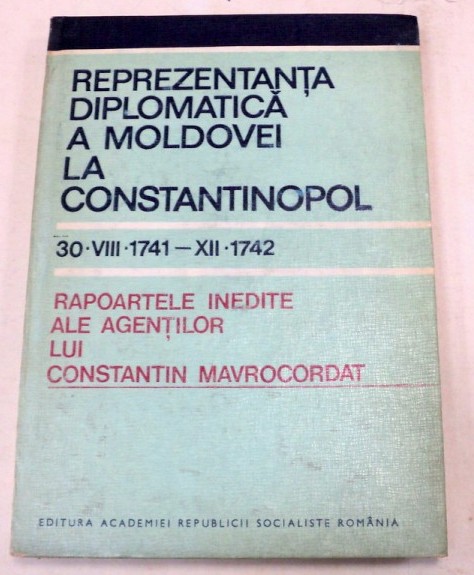 REPREZENTANȚA
DIPLOMATICĂ
A MOLDOVEI
LA
CONSTANTINOPOL
30·VIII·1741–XII·1742
RAPOARTELE INEDITE
ALE AGENȚILOR
LUI
CONSTANTIN MAVROCORDAT
EDITURA ACADEMIEI REPUBLICII SOCIALISTE ROMÂNIA